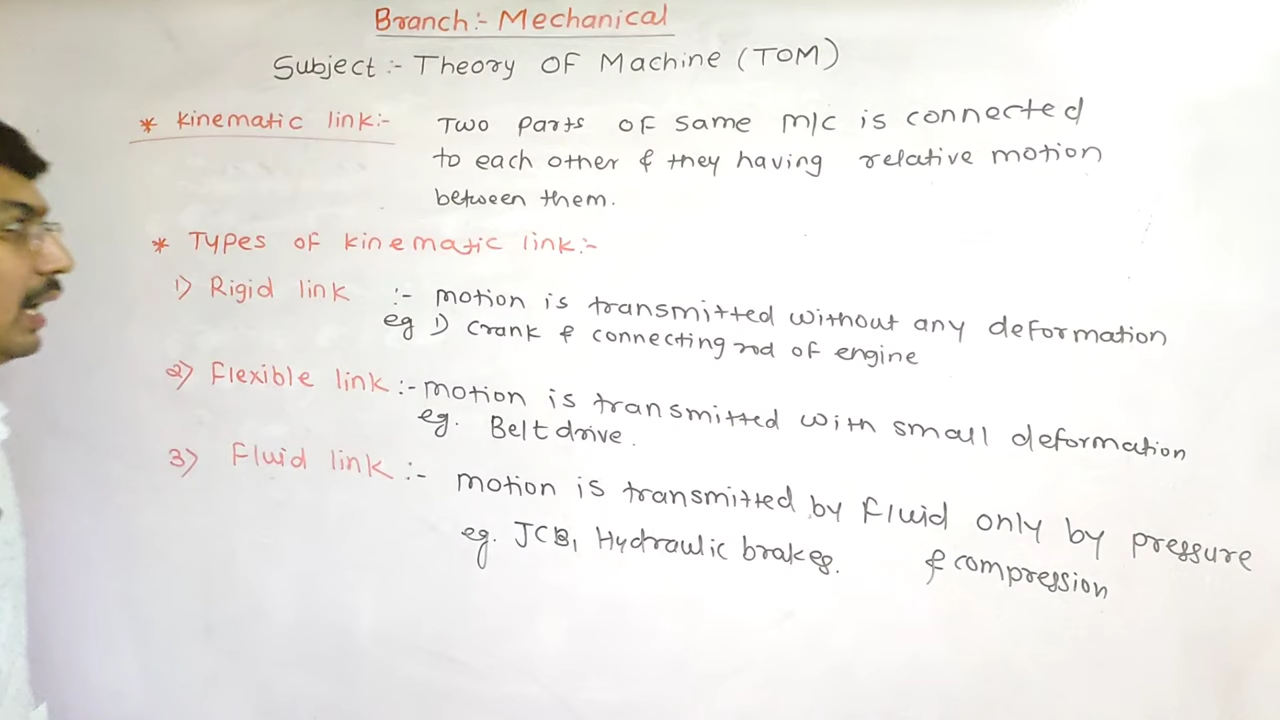 Branch:- Mechanical
Subject:- Theory OF Machine (TOM)
* Kinematic link:- Two parts of same m/c is connected
to each other & they having relative motion
between them.
* Types of kinematic link:-
1) Rigid link :- motion is transmitted without any deformation
eg 1) crank & connecting rod of engine
2) Flexible link :- motion is transmitted with small deformation
eg. Belt drive.
3) Fluid link :- motion is transmitted by fluid only by pressure
& compression
eg. JCB, Hydraulic brakes.